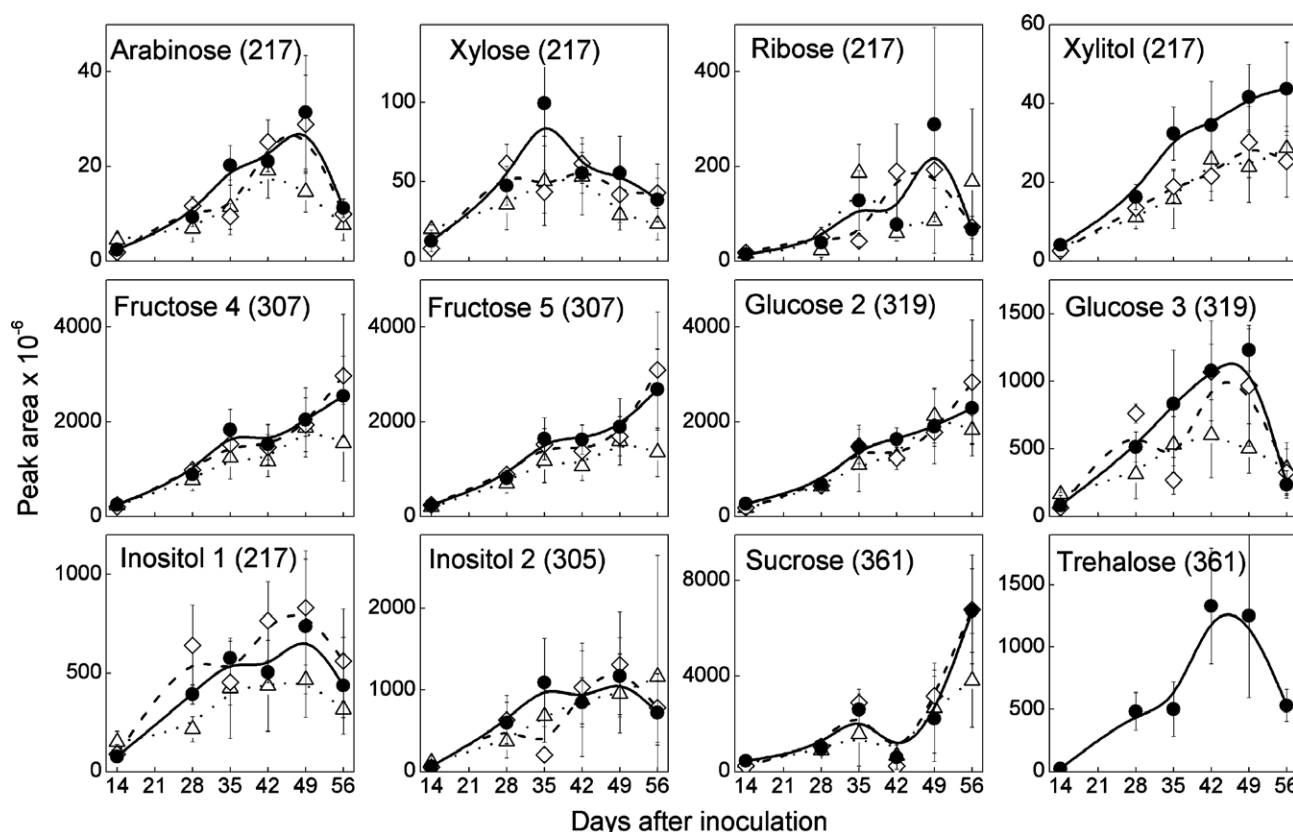 Arabinose (217)
Xylose (217)
Ribose (217)
Xylitol (217)
40
20
0
100
50
0
400
200
0
60
40
20
0
Fructose 4 (307)
Fructose 5 (307)
Glucose 2 (319)
Glucose 3 (319)
4000
2000
0
4000
2000
0
4000
2000
0
1500
1000
500
0
Inositol 1 (217)
Inositol 2 (305)
Sucrose (361)
Trehalose (361)
1000
500
0
2000
1000
0
8000
4000
0
1500
1000
500
0
14 21 28 35 42 49 56
14 21 28 35 42 49 56
14 21 28 35 42 49 56
14 21 28 35 42 49 56
Peak area x 10-6
Days after inoculation